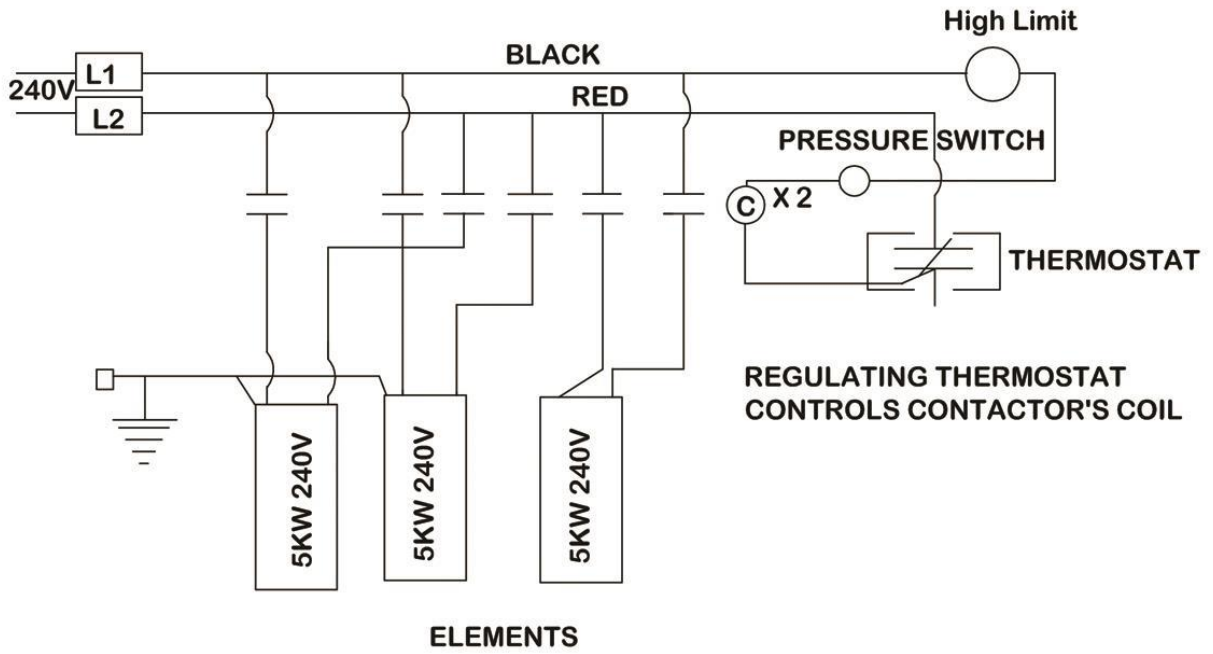 High Limit
BLACK
L1
240V
RED
L2
PRESSURE SWITCH
C X 2
THERMOSTAT
REGULATING THERMOSTAT
CONTROLS CONTACTOR'S COIL
5KW 240V
5KW 240V
5KW 240V
ELEMENTS